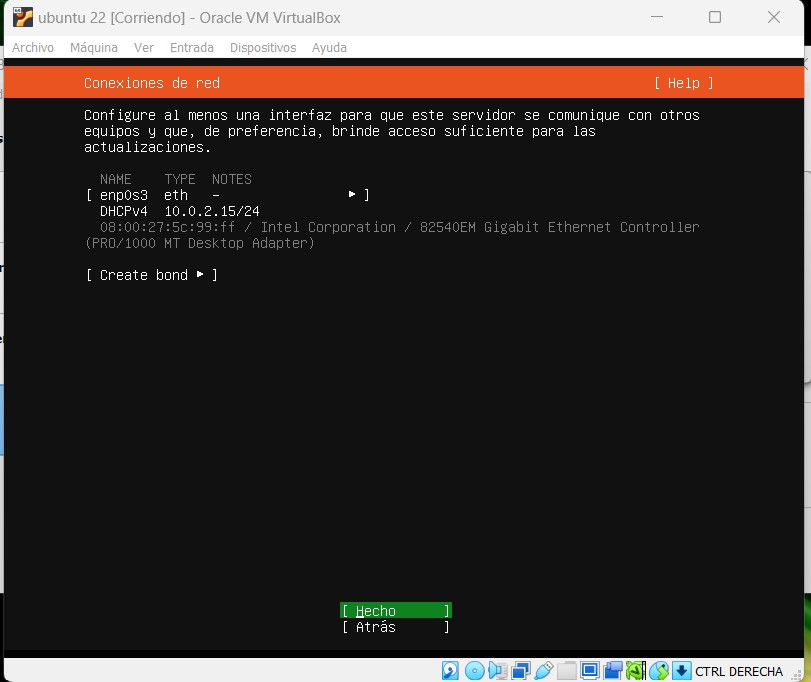 ubuntu 22 [Corriendo] - Oracle VM VirtualBox
Archivo Máquina Ver Entrada Dispositivos Ayuda
Conexiones de red [ Help ]
Configure al menos una interfaz para que este servidor se comunique con otros
equipos y que, de preferencia, brinde acceso suficiente para las
actualizaciones.
NAME TYPE NOTES
[ enp0s3 eth - ▸ ]
DHCPv4 10.0.2.15/24
08:00:27:5c:99:ff / Intel Corporation / 82540EM Gigabit Ethernet Controller
(PRO/1000 MT Desktop Adapter)
[ Create bond ▸ ]
[ Hecho ]
[ Atrás ]
CTRL DERECHA